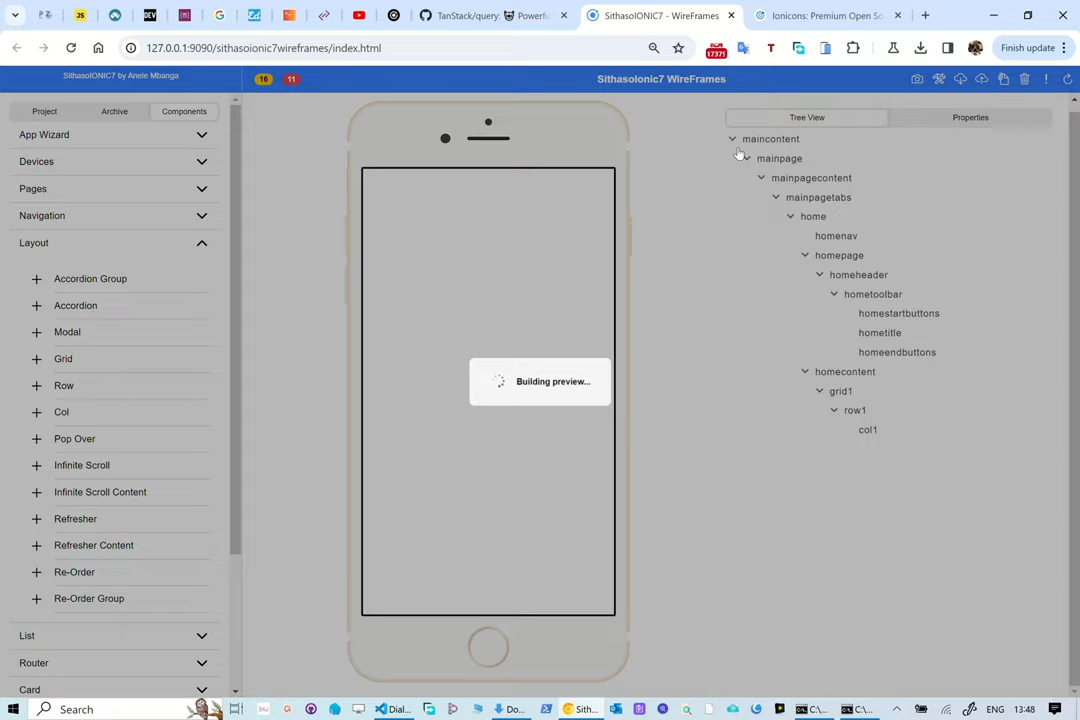 TanStack/query: 🤖 Powerfu
SithasoIONIC7 - WireFrames
Ionicons: Premium Open So
127.0.0.1:9090/sithasoionic7wireframes/index.html
17371
Finish update
SithasoIONIC7 by Anele Mbanga
16
11
SithasoIonic7 WireFrames
Project
Archive
Components
Tree View
Properties
App Wizard
Devices
Pages
Navigation
Layout
Accordion Group
Accordion
Modal
Grid
Row
Col
Pop Over
Infinite Scroll
Infinite Scroll Content
Refresher
Refresher Content
Re-Order
Re-Order Group
List
Router
Card
Building preview...
maincontent
mainpage
mainpagecontent
mainpagetabs
home
homenav
homepage
homeheader
hometoolbar
homestartbuttons
hometitle
homeendbuttons
homecontent
grid1
row1
col1
Search
Dial...
Do...
Sith...
C:\...
C:\...
ENG
13:48